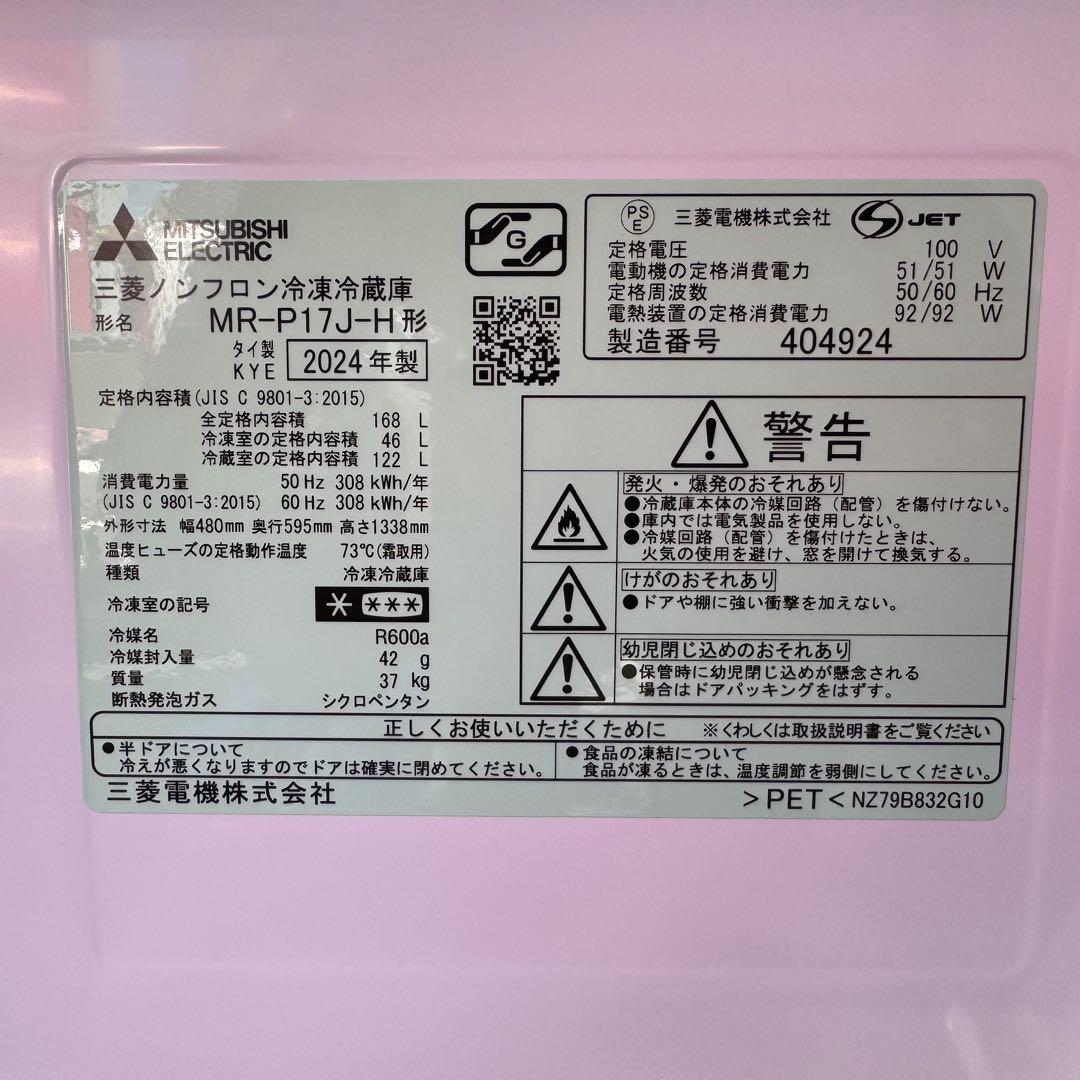 MITSUBISHI
ELECTRIC
三菱ノンフロン冷凍冷蔵庫
形名 MR-P17J-H形
タイ製
KYE 2024年製
定格内容積(JIS C 9801-3:2015)
全定格内容積 168 L
冷凍室の定格内容積 46 L
冷蔵室の定格内容積 122 L
消費電力量 50Hz 308 kWh/年
(JIS C 9801-3:2015) 60Hz 308 kWh/年
外形寸法 幅480mm 奥行595mm 高さ1338mm
温度ヒューズの定格動作温度 73℃(霜取用)
種類 冷凍冷蔵庫
冷凍室の記号 * ***
冷媒名 R600a
冷媒封入量 42 g
質量 37 kg
断熱発泡ガス シクロペンタン
G
PS
E 三菱電機株式会社 JET
定格電圧 100 V
電動機の定格消費電力 51/51 W
定格周波数 50/60 Hz
電熱装置の定格消費電力 92/92 W
製造番号 404924
警告
発火・爆発のおそれあり
●冷蔵庫本体の冷媒回路(配管)を傷付けない。
●庫内では電気製品を使用しない。
●冷媒回路(配管)を傷付けたときは、
火気の使用を避け、窓を開けて換気する。
けがのおそれあり
●ドアや棚に強い衝撃を加えない。
幼児閉じ込めのおそれあり
●保管時に幼児閉じ込めが懸念される
場合はドアパッキングをはずす。
正しくお使いいただくために ※くわしくは取扱説明書をご覧ください
●半ドアについて
冷えが悪くなりますのでドアは確実に閉めてください。
●食品の凍結について
食品が凍るときは、温度調節を弱側にしてください。
三菱電機株式会社
>PET< NZ79B832G10